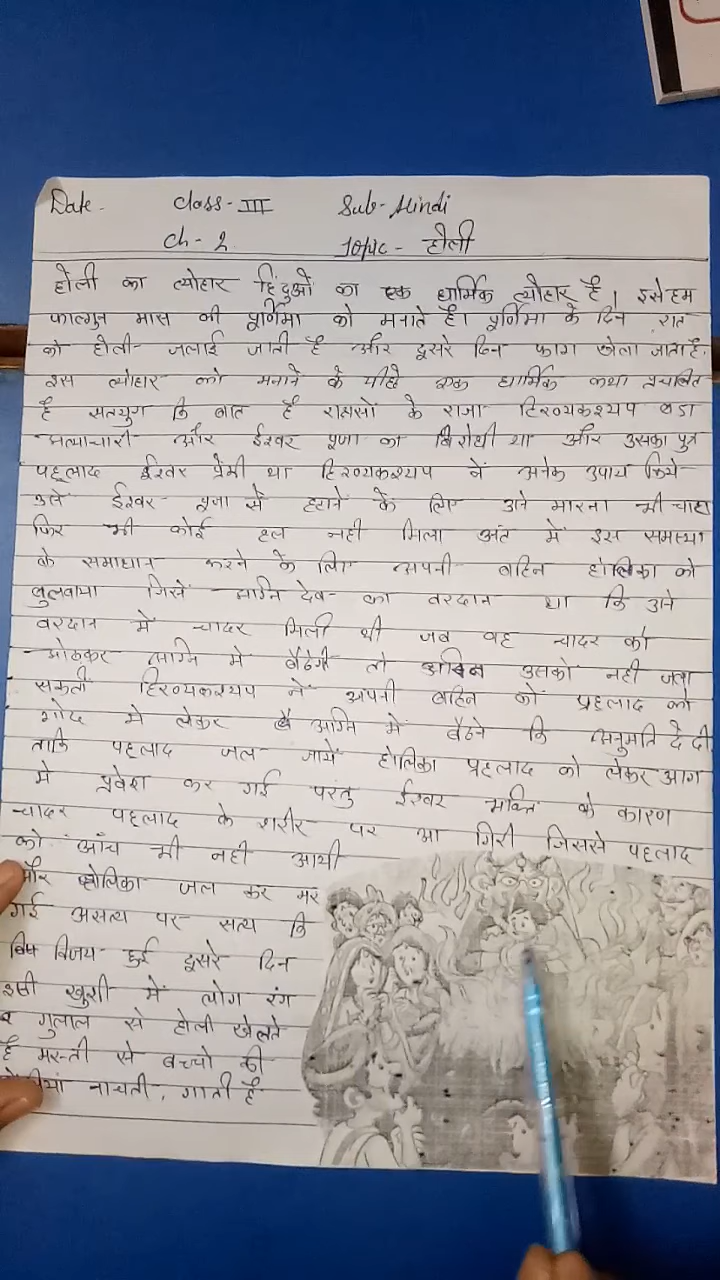 Date. Class-III Sub-Hindi
Ch-2 Topic- होली
होली का त्योहार हिंदुओं का एक धार्मिक त्योहार है। इसे हम
फाल्गुन मास की पूर्णिमा को मनाते है। पूर्णिमा के दिन रात
को होली जलाई जाती है और दूसरे दिन फाग खेला जाता है.
इस त्योहार को मनाने के पीछे एक धार्मिक कथा प्रचलित
है सतयुग कि बात है राक्षसों के राजा हिरण्यकश्यप बडा
अत्याचारी और ईश्वर पूजा का विरोधी था और उसका पुत्र
पहलाद ईश्वर प्रेमी था हिरण्यकश्यप नें अनेक उपाय किये
उसे ईश्वर पूजा से हटाने के लिए उसे मारना भी चाहा
फिर भी कोई हल नही मिला अंत में इस समस्या
के समाधान करने के लिए अपनी बहिन होलिका को
बुलवाया जिसें अग्नि देव का वरदान था कि उसे
वरदान में चादर मिली थी जब वह चादर को
ओढकर अग्नि मे बैठेगी तो अग्नि उसको नही जला
सकती हिरण्यकश्यप नें अपनी बहिन को प्रहलाद को
गोद मे लेकर अग्नि में बैठने कि अनुमति दे दी
ताकि पहलाद जल जायें होलिका प्रहलाद को लेकर आग
मे प्रवेश कर गई परंतु ईश्वर भक्ति के कारण
चादर पहलाद के शरीर पर आ गिरी जिससे पहलाद
को आँच भी नही आयी
और होलिका जल कर मर
गई असत्य पर सत्य कि
विजय हुई दूसरे दिन
इसी खुशी में लोग रंग
व गुलाल से होली खेलते
है मस्ती से बच्चो की
नाचती, गाती है